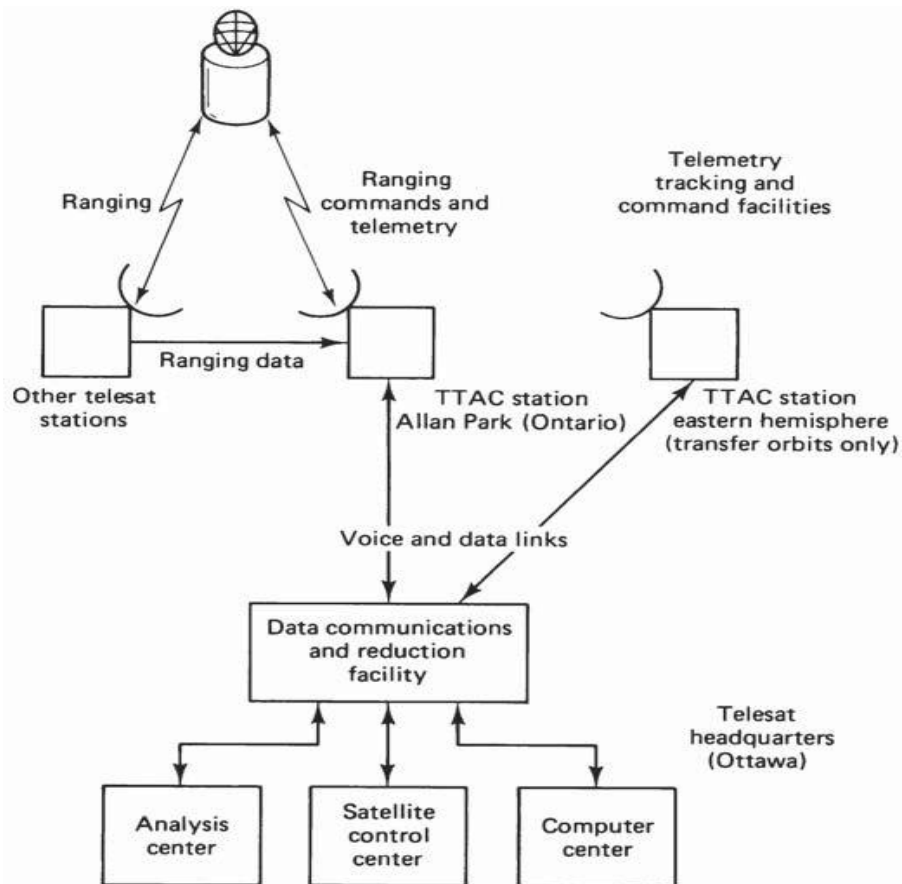 Ranging
Ranging
commands and
telemetry
Telemetry
tracking and
command facilities
Ranging data
Other telesat
stations
TTAC station
Allan Park (Ontario)
TTAC station
eastern hemisphere
(transfer orbits only)
Voice and data links
Data communications
and reduction
facility
Telesat
headquarters
(Ottawa)
Analysis
center
Satellite
control
center
Computer
center